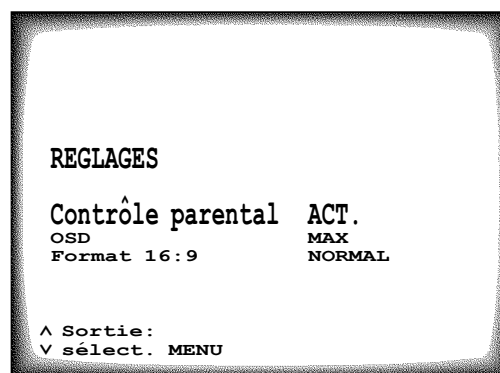 REGLAGES
Contrôle parental ACT.
OSD MAX
Format 16:9 NORMAL
∧ Sortie:
∨ sélect. MENU